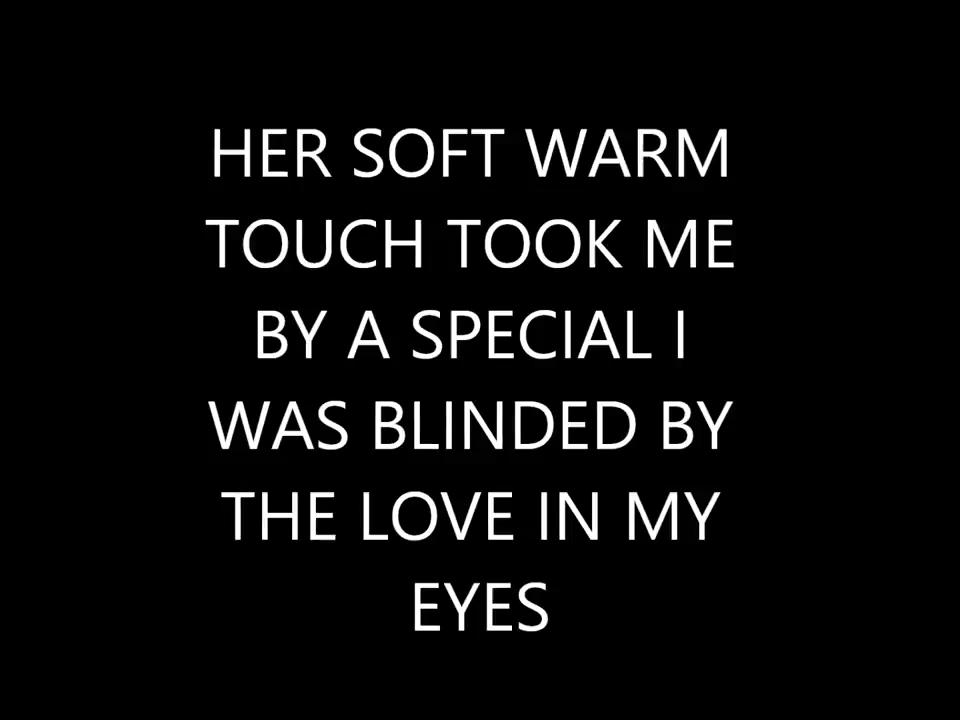 HER SOFT WARM
TOUCH TOOK ME
BY A SPECIAL I
WAS BLINDED BY
THE LOVE IN MY
EYES